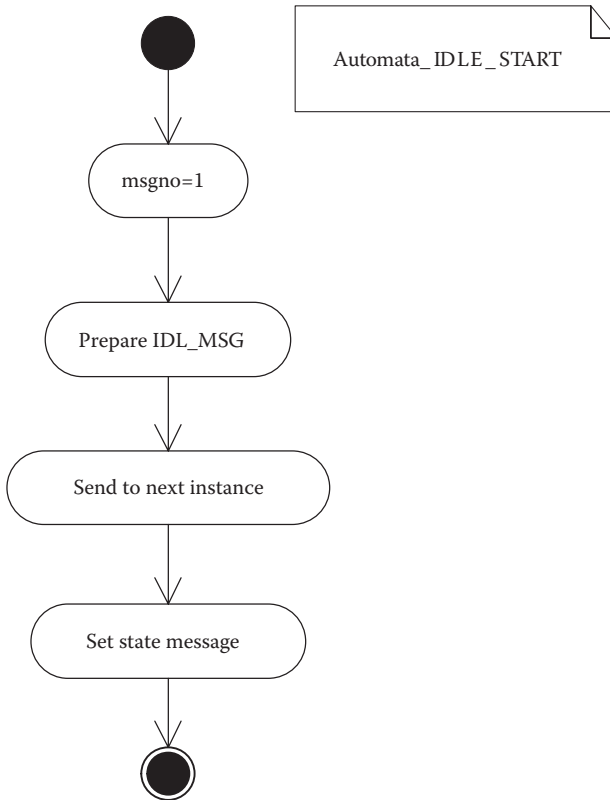 Automata_IDLE_START
msgno=1
Prepare IDL_MSG
Send to next instance
Set state message